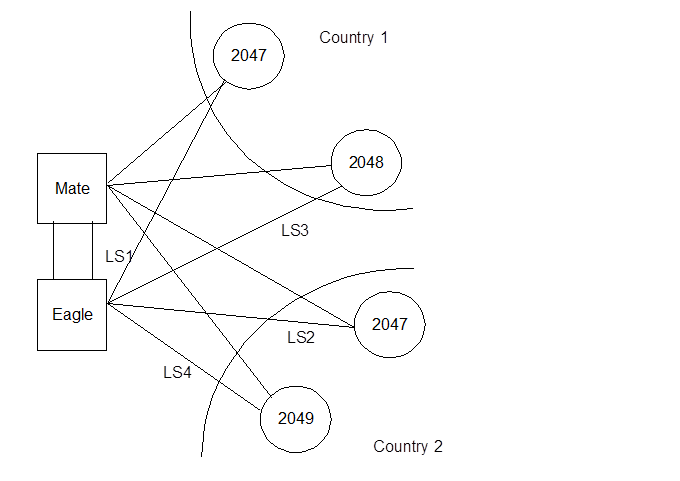 Country 1
2047
2048
Mate
LS3
LS1
Eagle
2047
LS2
LS4
2049
Country 2